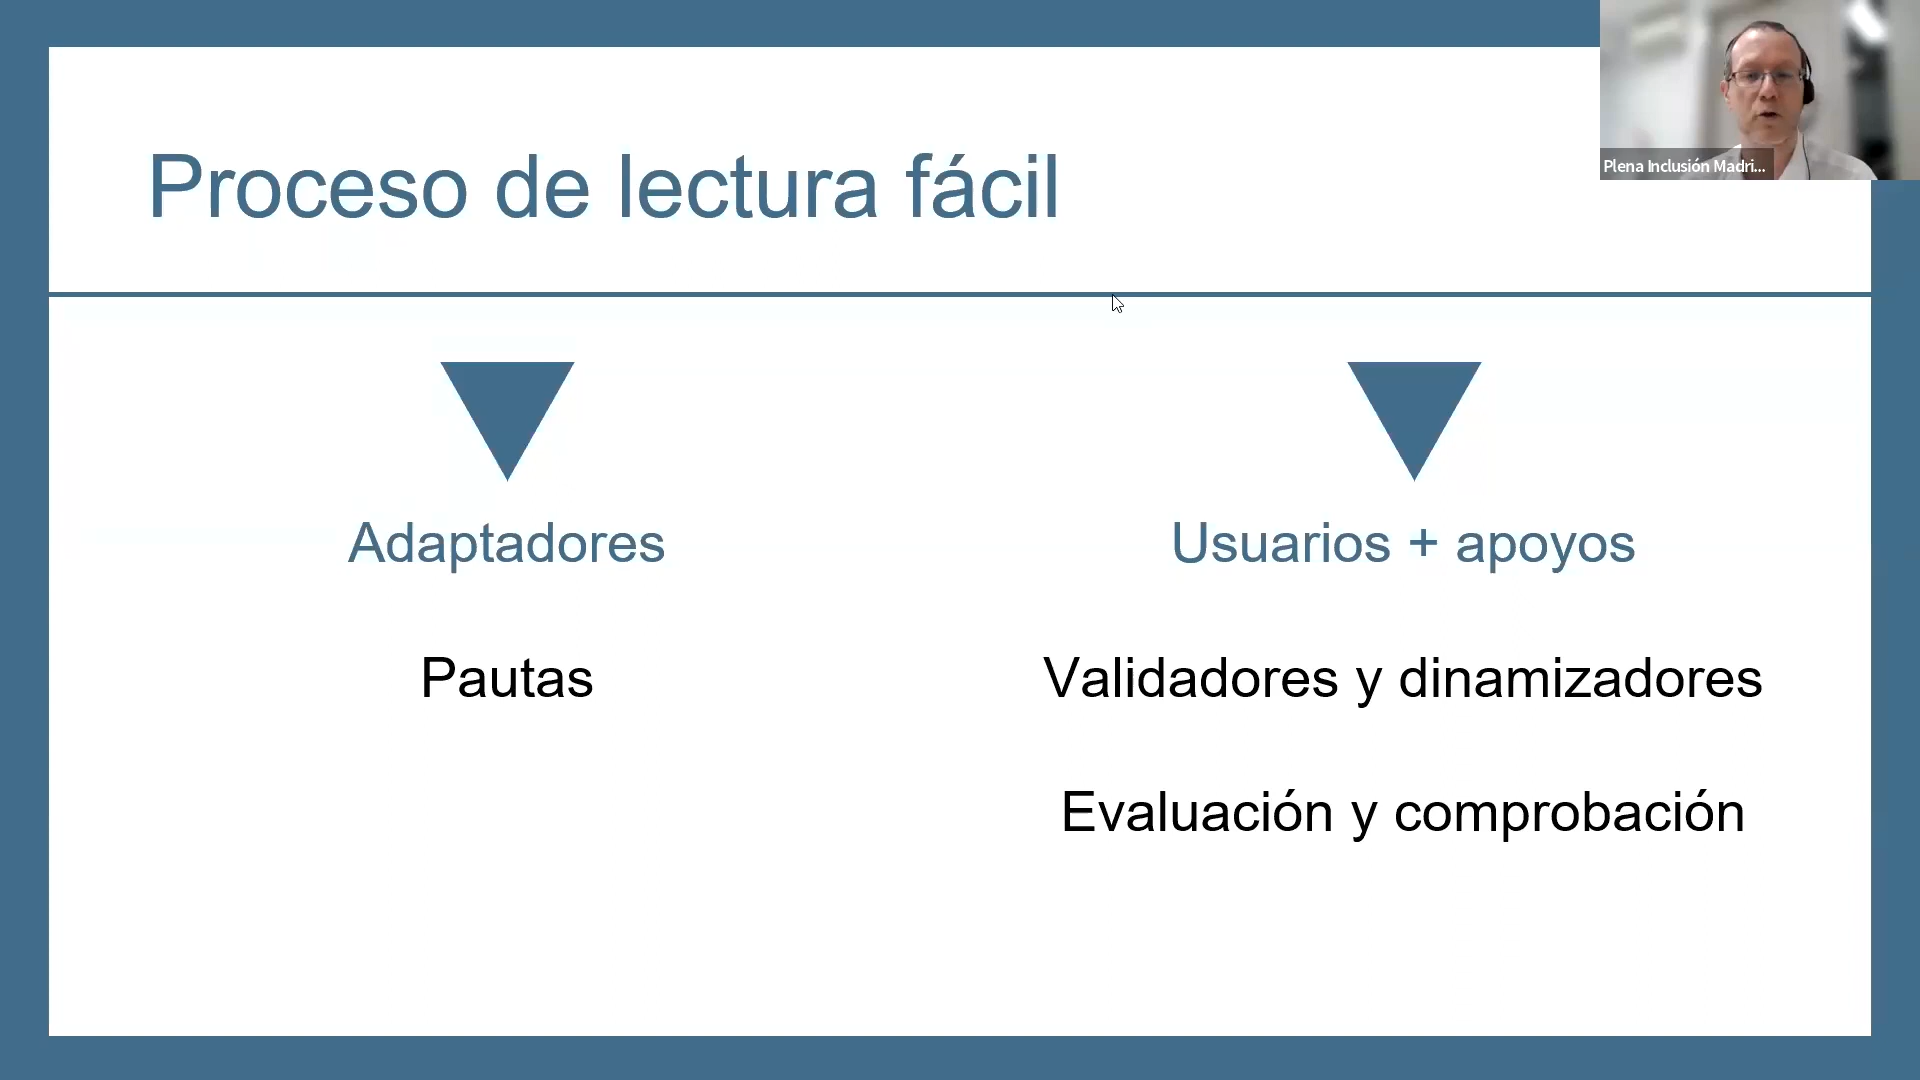 Plena Inclusión Madri...
Proceso de lectura fácil
Adaptadores
Pautas
Usuarios + apoyos
Validadores y dinamizadores
Evaluación y comprobación